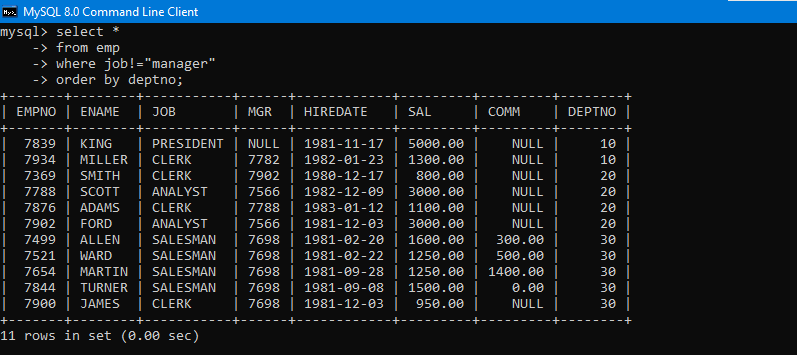 MySQL 8.0 Command Line Client
mysql> select *
    -> from emp
    -> where job!="manager"
    -> order by deptno;
+-------+--------+-----------+------+------------+---------+---------+--------+
| EMPNO | ENAME  | JOB       | MGR  | HIREDATE   | SAL     | COMM    | DEPTNO |
+-------+--------+-----------+------+------------+---------+---------+--------+
|  7839 | KING   | PRESIDENT | NULL | 1981-11-17 | 5000.00 |    NULL |     10 |
|  7934 | MILLER | CLERK     | 7782 | 1982-01-23 | 1300.00 |    NULL |     10 |
|  7369 | SMITH  | CLERK     | 7902 | 1980-12-17 |  800.00 |    NULL |     20 |
|  7788 | SCOTT  | ANALYST   | 7566 | 1982-12-09 | 3000.00 |    NULL |     20 |
|  7876 | ADAMS  | CLERK     | 7788 | 1983-01-12 | 1100.00 |    NULL |     20 |
|  7902 | FORD   | ANALYST   | 7566 | 1981-12-03 | 3000.00 |    NULL |     20 |
|  7499 | ALLEN  | SALESMAN  | 7698 | 1981-02-20 | 1600.00 |  300.00 |     30 |
|  7521 | WARD   | SALESMAN  | 7698 | 1981-02-22 | 1250.00 |  500.00 |     30 |
|  7654 | MARTIN | SALESMAN  | 7698 | 1981-09-28 | 1250.00 | 1400.00 |     30 |
|  7844 | TURNER | SALESMAN  | 7698 | 1981-09-08 | 1500.00 |    0.00 |     30 |
|  7900 | JAMES  | CLERK     | 7698 | 1981-12-03 |  950.00 |    NULL |     30 |
+-------+--------+-----------+------+------------+---------+---------+--------+
11 rows in set (0.00 sec)